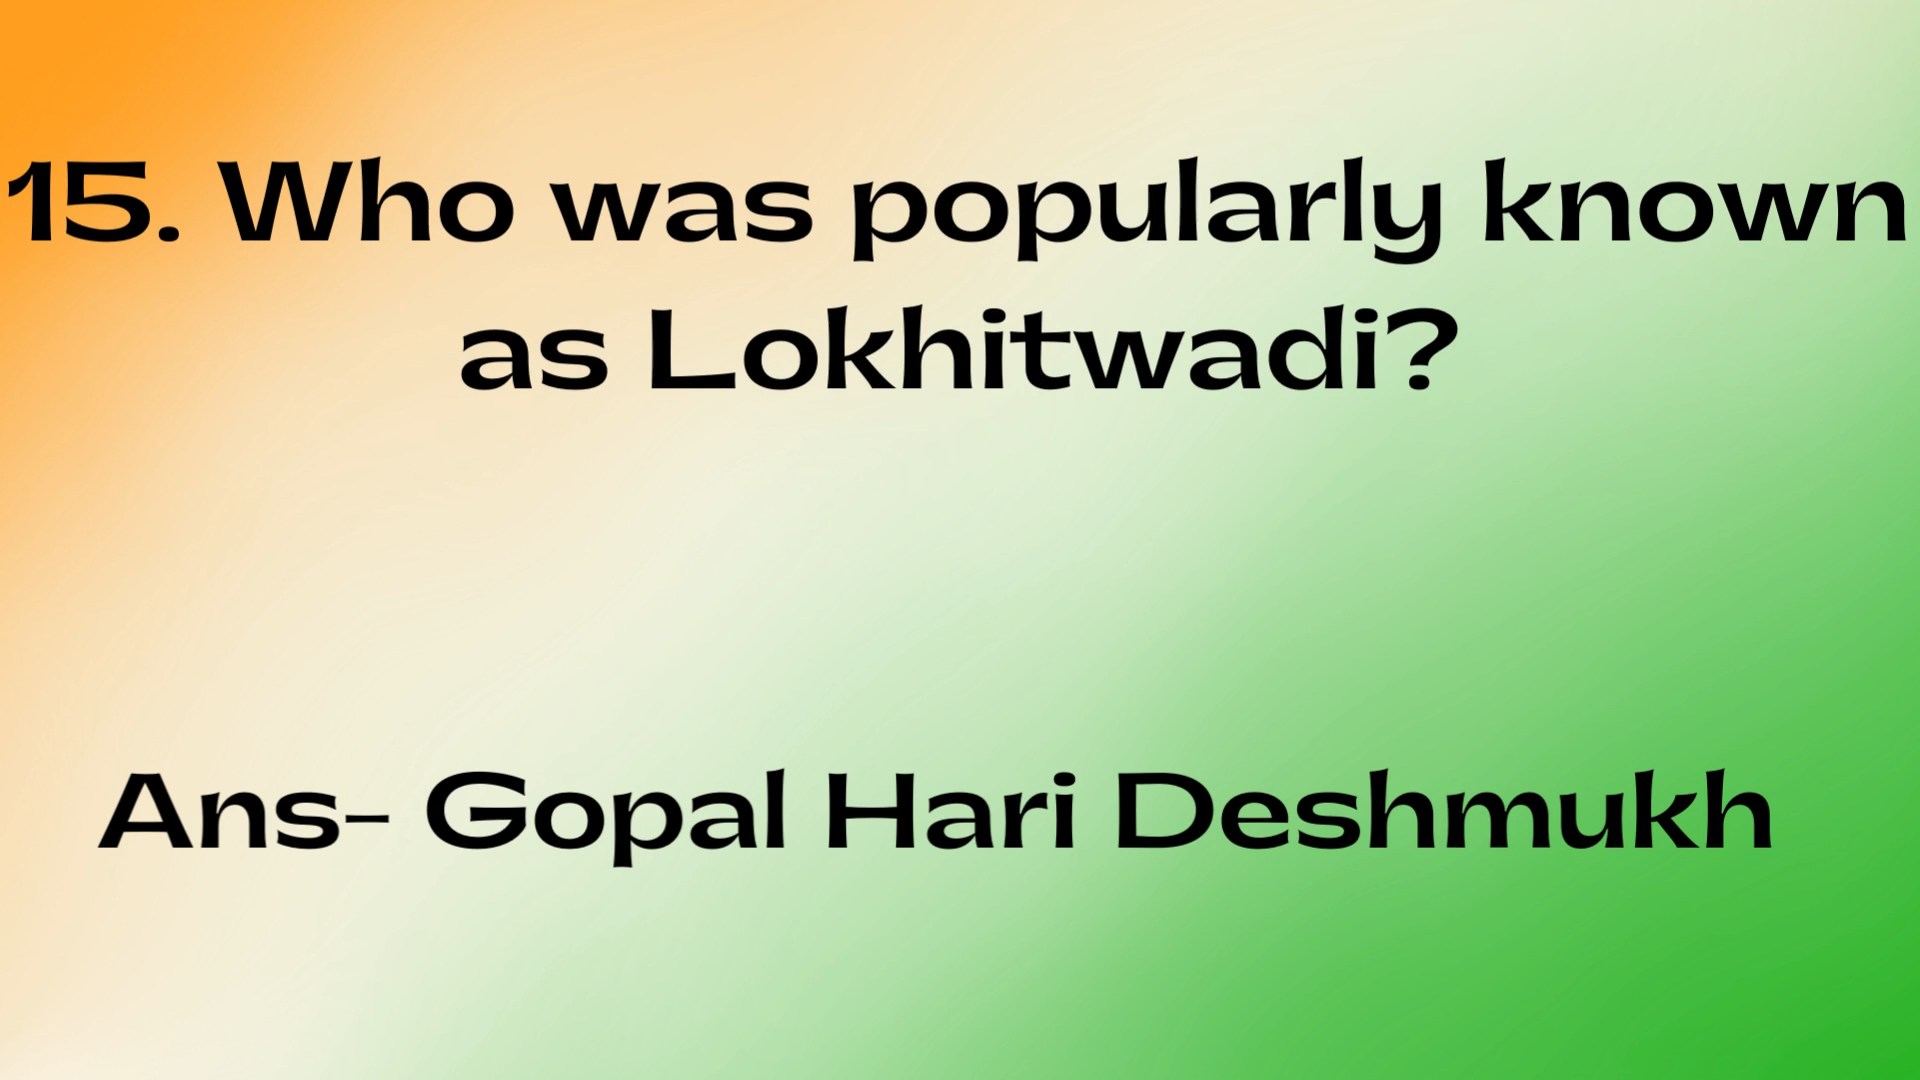 15. Who was popularly known
as Lokhitwadi?
Ans- Gopal Hari Deshmukh